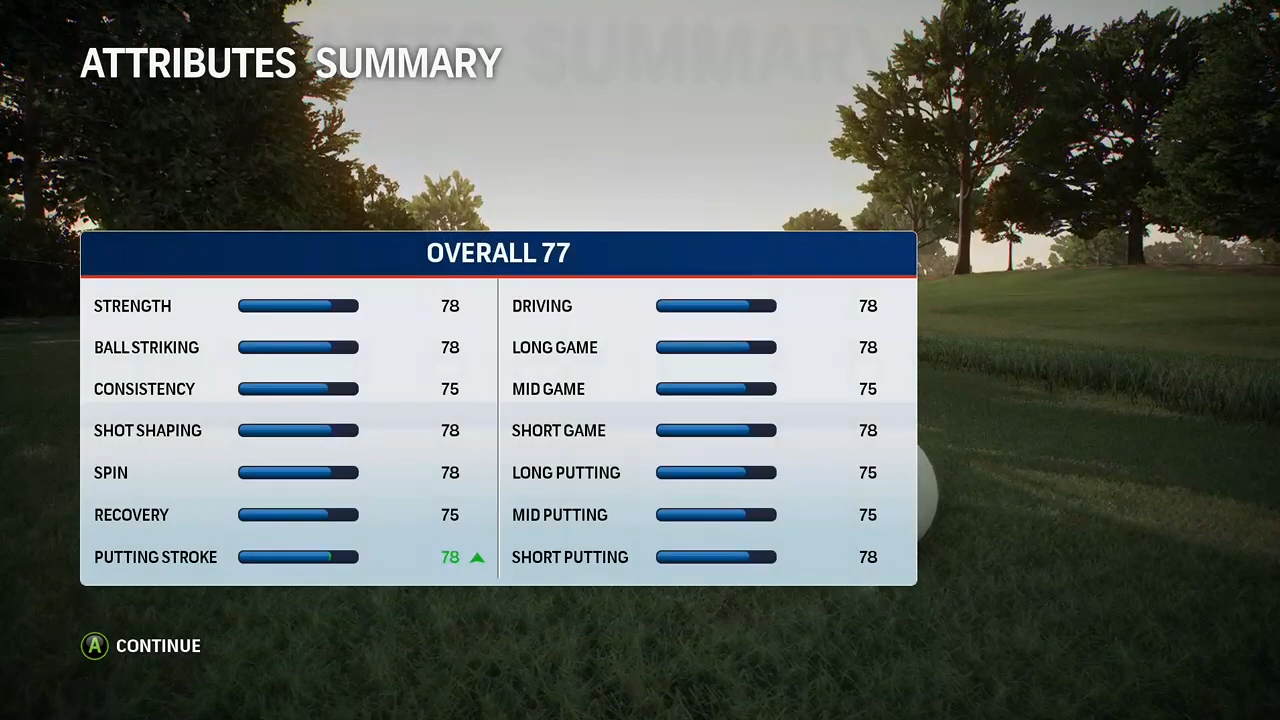 ATTRIBUTES SUMMARY
OVERALL 77
STRENGTH 78
BALL STRIKING 78
CONSISTENCY 75
SHOT SHAPING 78
SPIN 78
RECOVERY 75
PUTTING STROKE 78
DRIVING 78
LONG GAME 78
MID GAME 75
SHORT GAME 78
LONG PUTTING 75
MID PUTTING 75
SHORT PUTTING 78
A CONTINUE